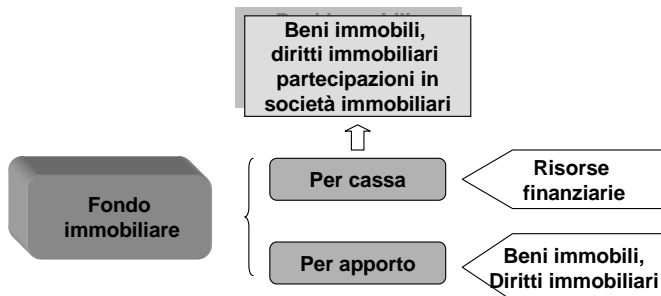 Beni immobili,
diritti immobiliari
partecipazioni in
società immobiliari
Per cassa
Risorse
finanziarie
Fondo
immobiliare
Per apporto
Beni immobili,
Diritti immobiliari